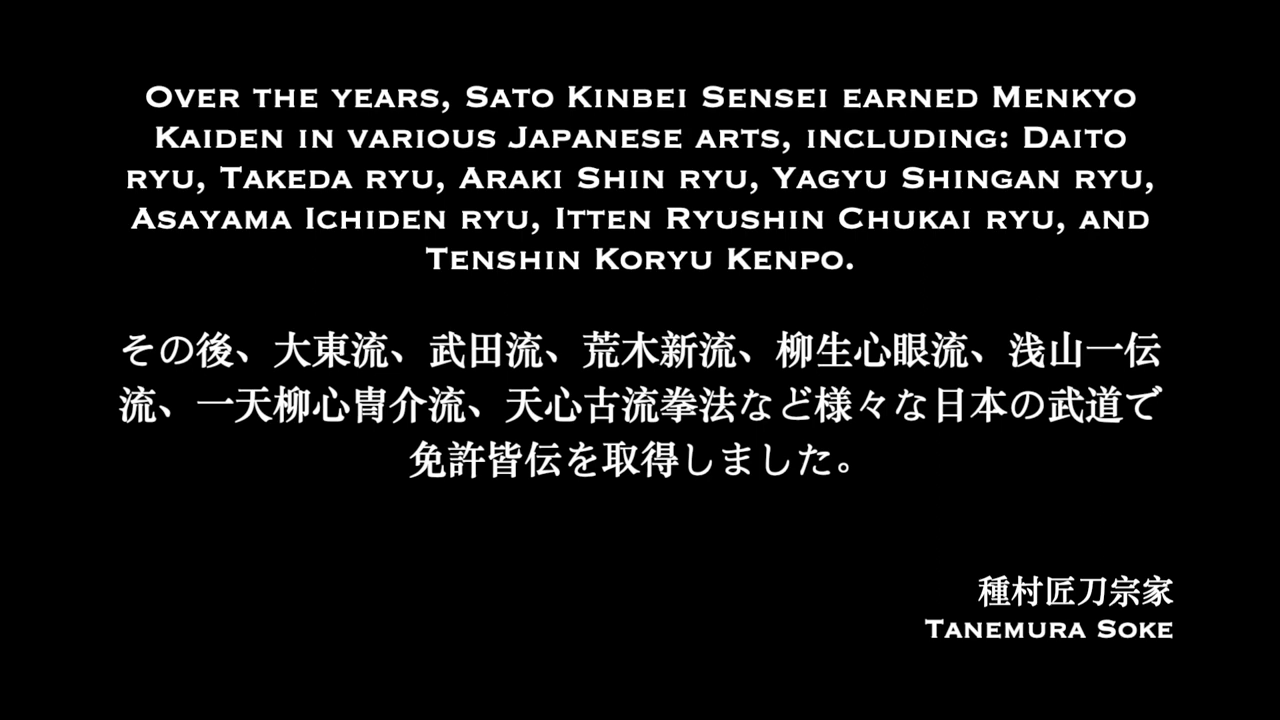 Over the years, Sato Kinbei Sensei earned Menkyo
Kaiden in various Japanese arts, including: Daito
ryu, Takeda ryu, Araki Shin ryu, Yagyu Shingan ryu,
Asayama Ichiden ryu, Itten Ryushin Chukai ryu, and
Tenshin Koryu Kenpo.
その後、大東流、武田流、荒木新流、柳生心眼流、浅山一伝
流、一天柳心冑介流、天心古流拳法など様々な日本の武道で
免許皆伝を取得しました。
種村匠刀宗家
Tanemura Soke